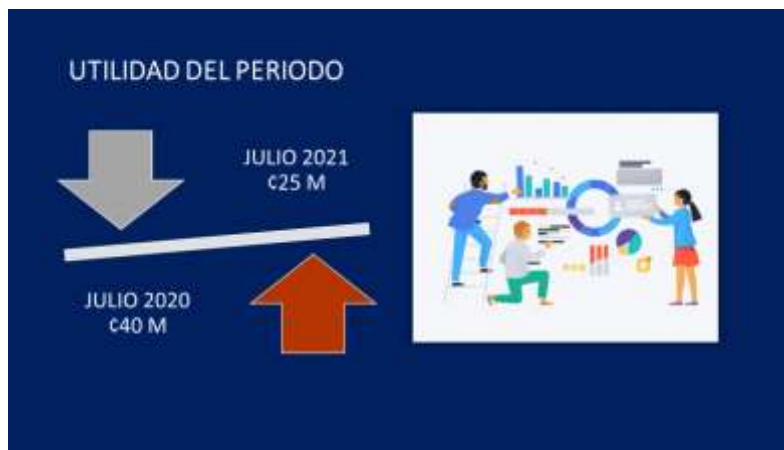 UTILIDAD DEL PERIODO
JULIO 2021
¢25 M
JULIO 2020
¢40 M